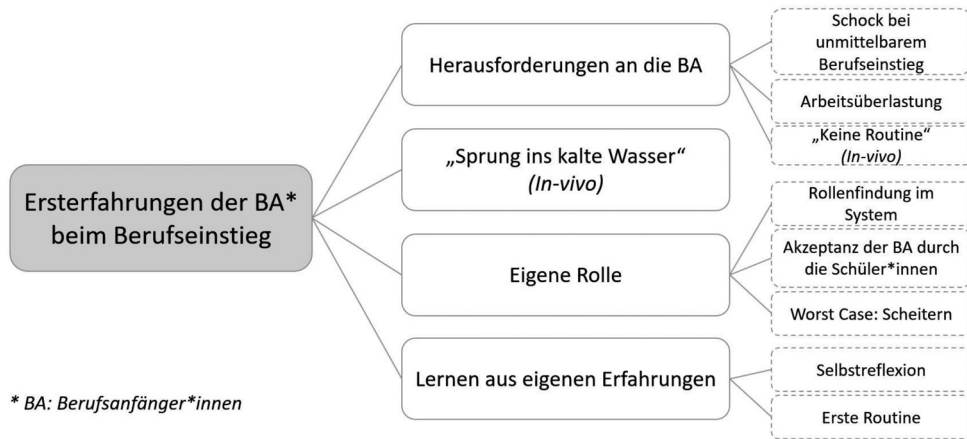 Ersterfahrungen der BA*
beim Berufseinstieg
Herausforderungen an die BA
Schock bei
unmittelbarem
Berufseinstieg
Arbeitsüberlastung
„Keine Routine“
(In-vivo)
„Sprung ins kalte Wasser“
(In-vivo)
Eigene Rolle
Rollenfindung im
System
Akzeptanz der BA durch
die Schüler*innen
Worst Case: Scheitern
Lernen aus eigenen Erfahrungen
Selbstreflexion
Erste Routine
* BA: Berufsanfänger*innen